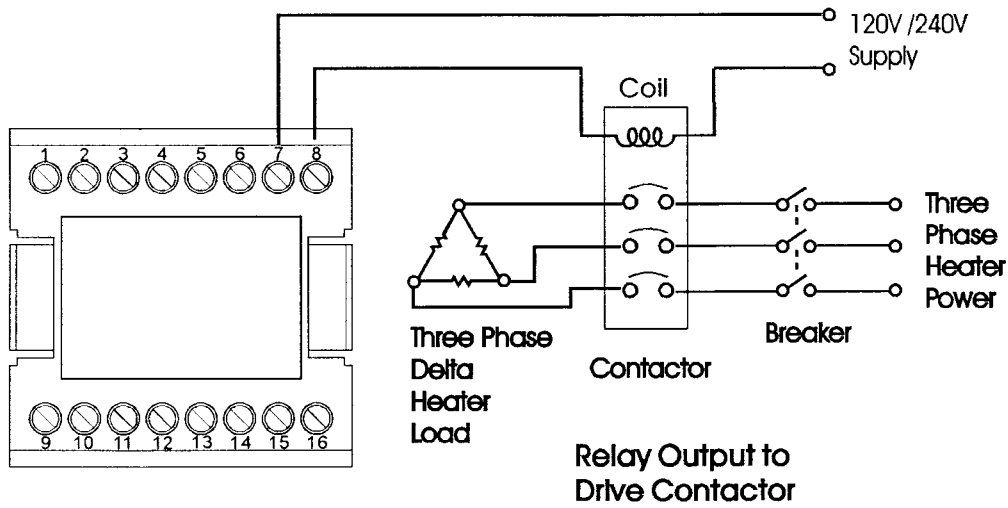 120V /240V
Supply
Coil
1 2 3 4 5 6 7 8
Three
Phase
Heater
Power
Three Phase
Delta
Heater
Load
Contactor
Breaker
9 10 11 12 13 14 15 16
Relay Output to
Drive Contactor